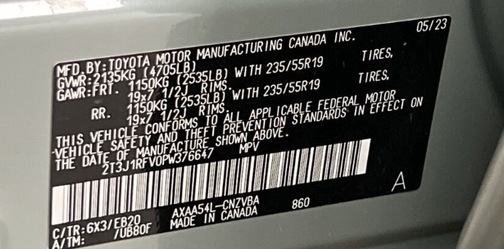 MFD.BY:TOYOTA MOTOR MANUFACTURING CANADA INC. 05/23
GVWR:2135KG (4705LB)
GAWR:FRT. 1150KG (2535LB) WITH 235/55R19 TIRES,
19x7 1/2J RIMS.
RR. 1150KG (2535LB) WITH 235/55R19 TIRES,
19x7 1/2J RIMS.
THIS VEHICLE CONFORMS TO ALL APPLICABLE FEDERAL MOTOR
VEHICLE SAFETY AND THEFT PREVENTION STANDARDS IN EFFECT ON
THE DATE OF MANUFACTURE SHOWN ABOVE.
2T3J1RFV0PW376647 MPV
A
C/TR:6X3/EB20 AXAA54L-CNZVBA 860
A/TM: /UB80F MADE IN CANADA